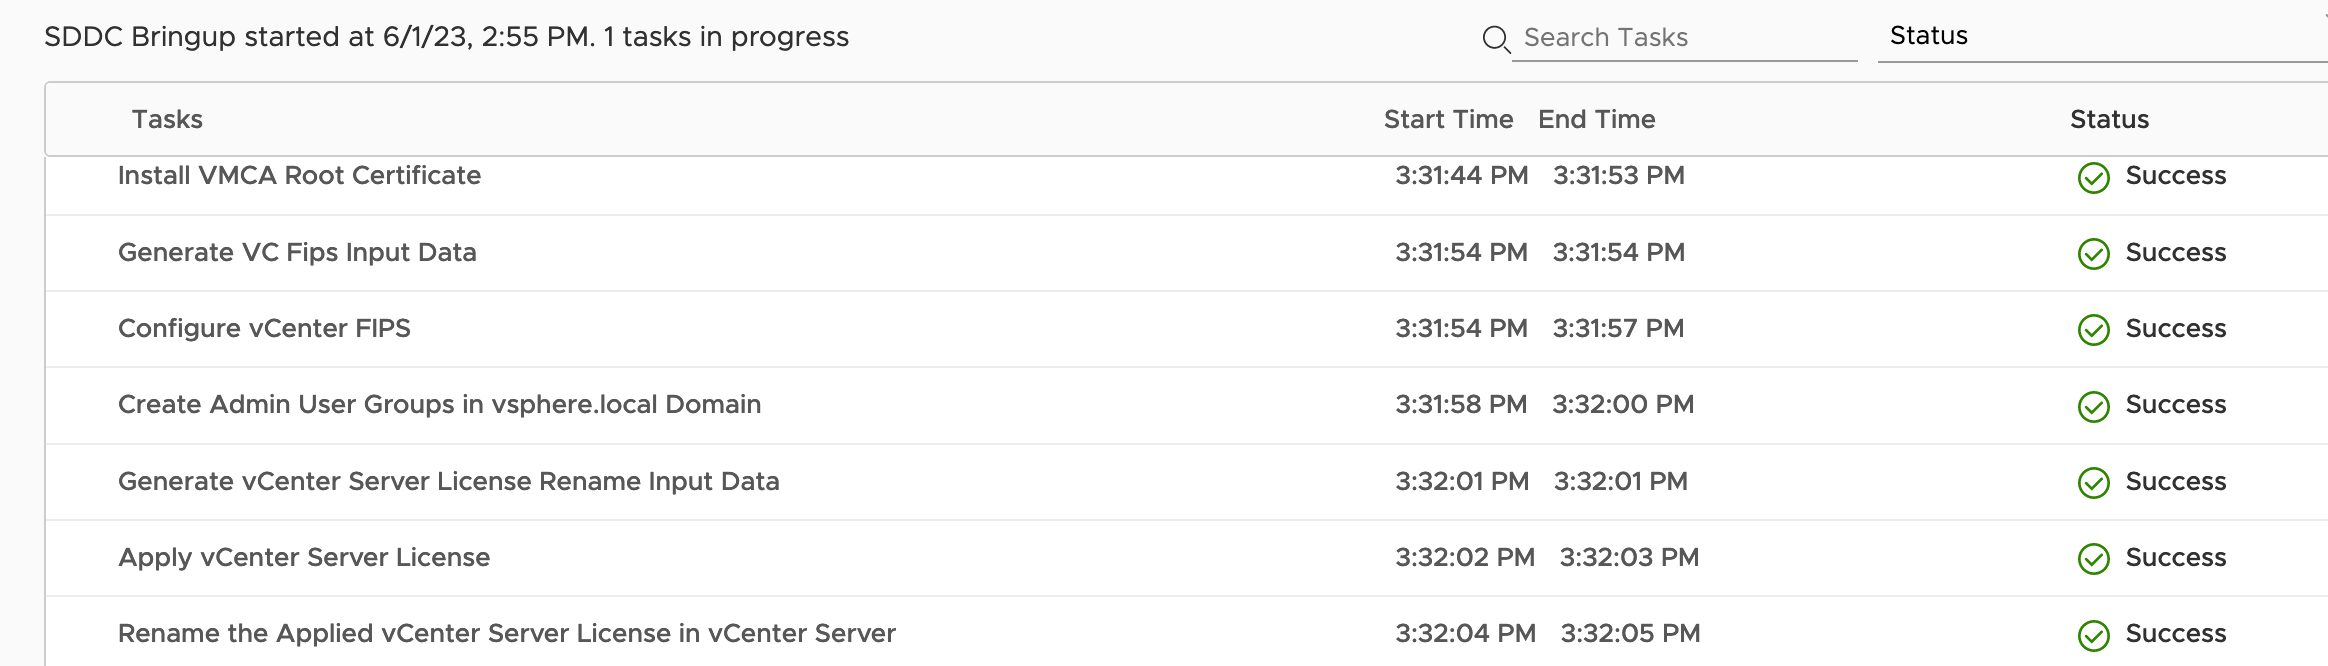 SDDC Bringup started at 6/1/23, 2:55 PM. 1 tasks in progress Search Tasks Status
Tasks Start Time End Time Status
Install VMCA Root Certificate 3:31:44 PM 3:31:53 PM Success
Generate VC Fips Input Data 3:31:54 PM 3:31:54 PM Success
Configure vCenter FIPS 3:31:54 PM 3:31:57 PM Success
Create Admin User Groups in vsphere.local Domain 3:31:58 PM 3:32:00 PM Success
Generate vCenter Server License Rename Input Data 3:32:01 PM 3:32:01 PM Success
Apply vCenter Server License 3:32:02 PM 3:32:03 PM Success
Rename the Applied vCenter Server License in vCenter Server 3:32:04 PM 3:32:05 PM Success